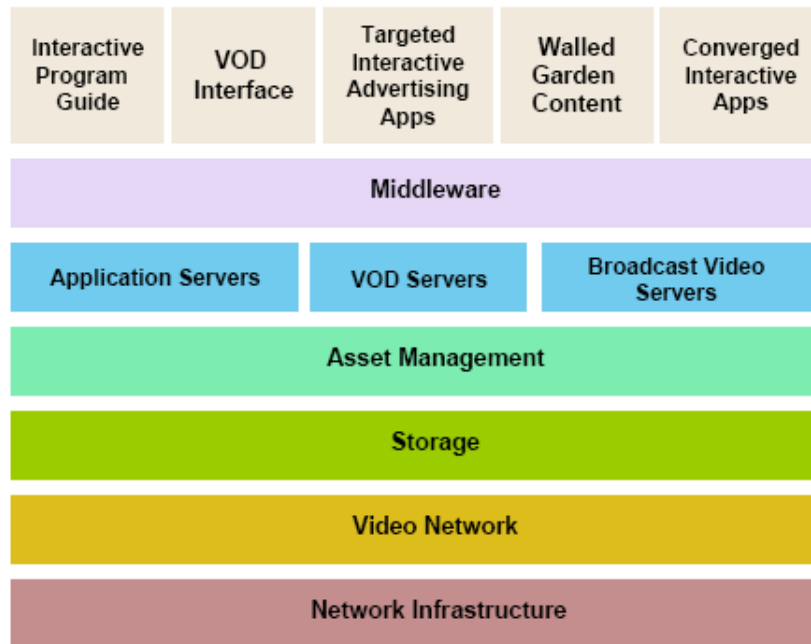 Interactive
Program
Guide
VOD
Interface
Targeted
Interactive
Advertising
Apps
Walled
Garden
Content
Converged
Interactive
Apps
Middleware
Application Servers
VOD Servers
Broadcast Video
Servers
Asset Management
Storage
Video Network
Network Infrastructure